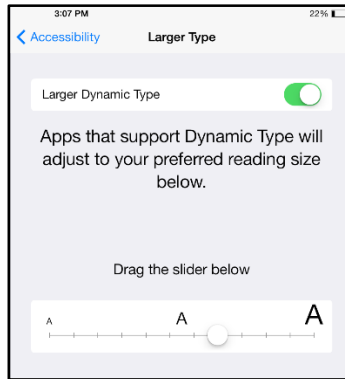 3:07 PM 22%
Accessibility Larger Type
Larger Dynamic Type
Apps that support Dynamic Type will
adjust to your preferred reading size
below.
Drag the slider below
A A A